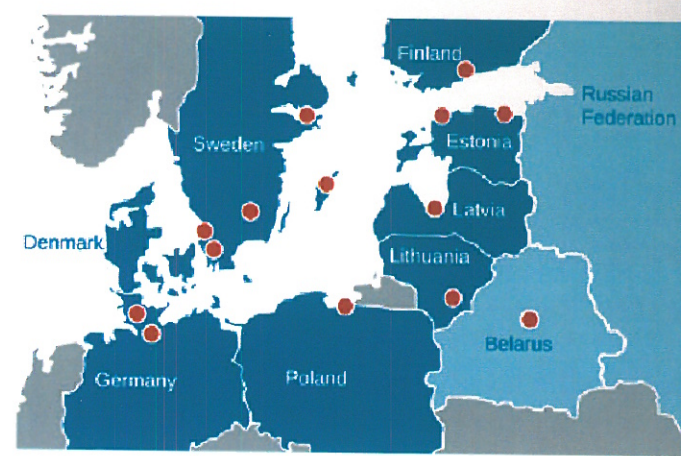 Finland
Russian
Federation
Sweden
Estonia
Latvia
Denmark
Lithuania
Belarus
Germany
Poland